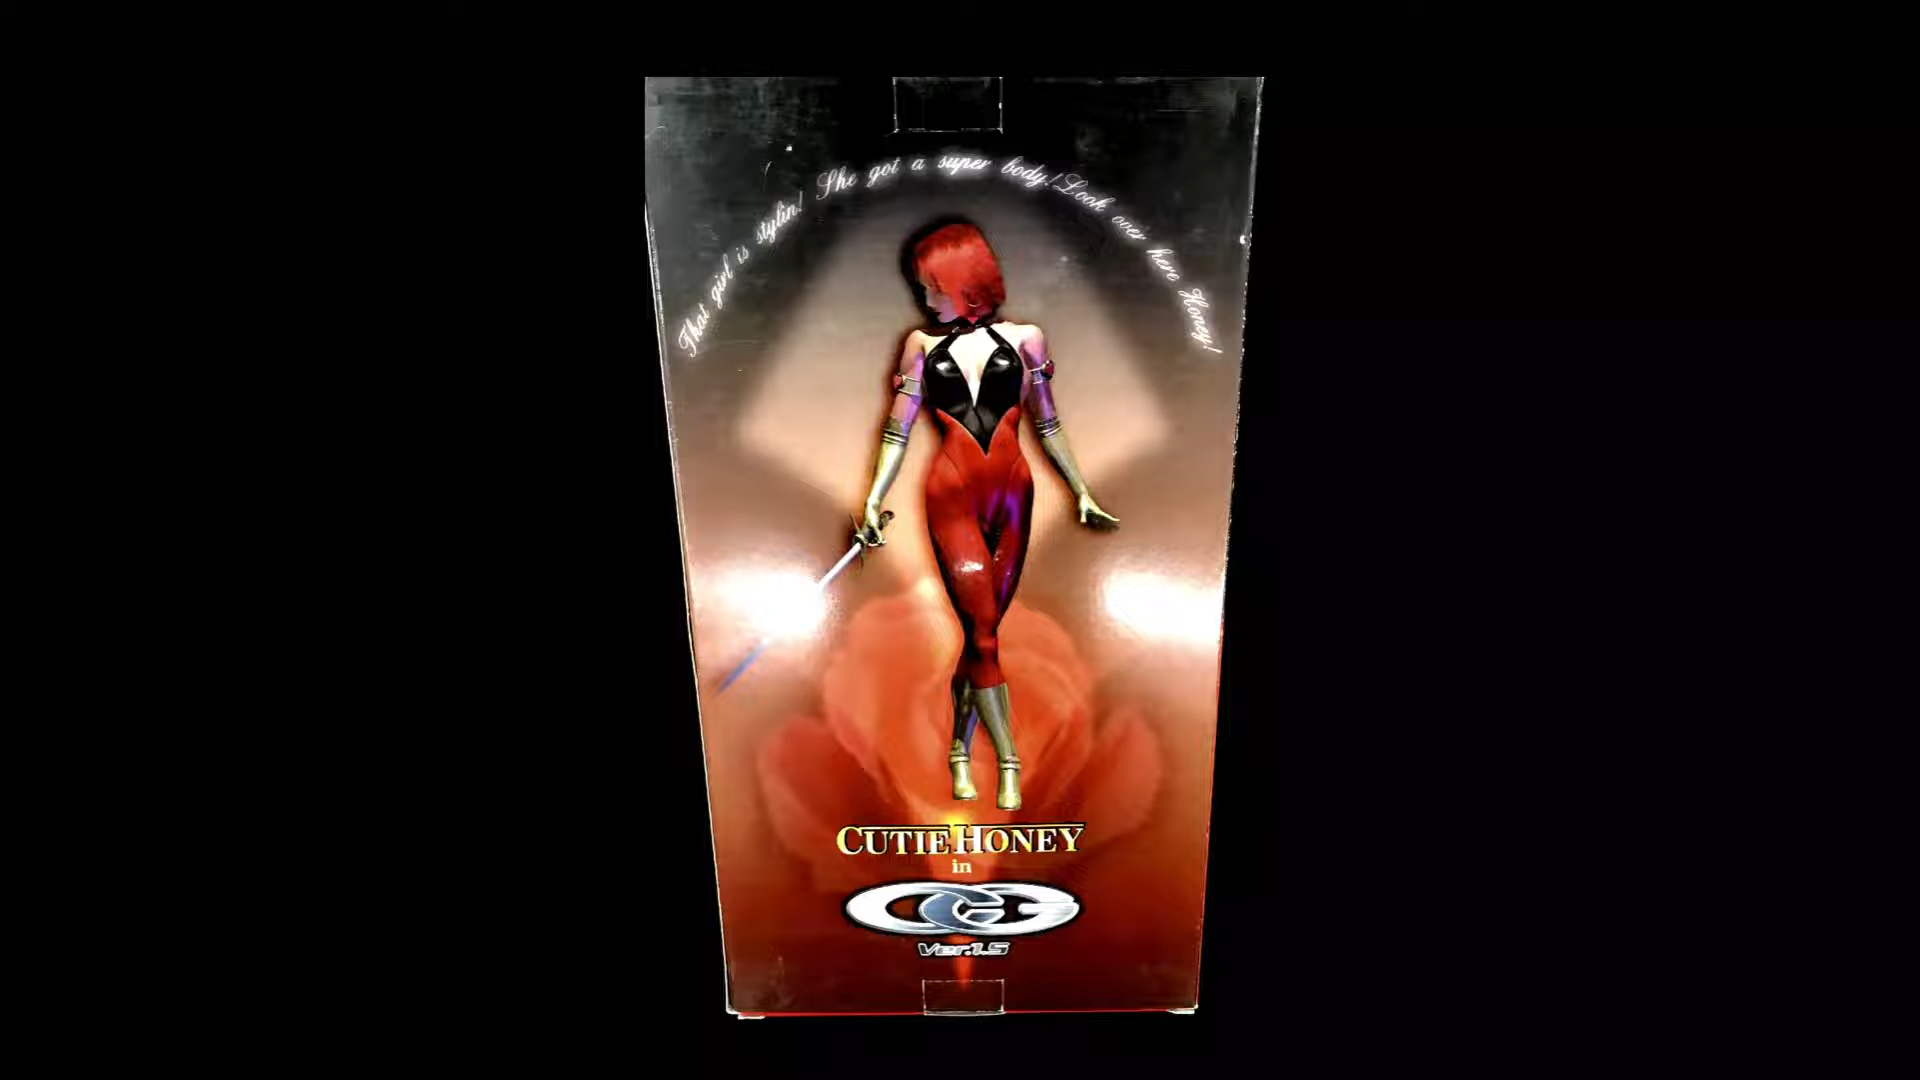 That girl is stylin! She got a super body! Look over here Honey!
CUTIE HONEY
in
CG
Ver.1.5